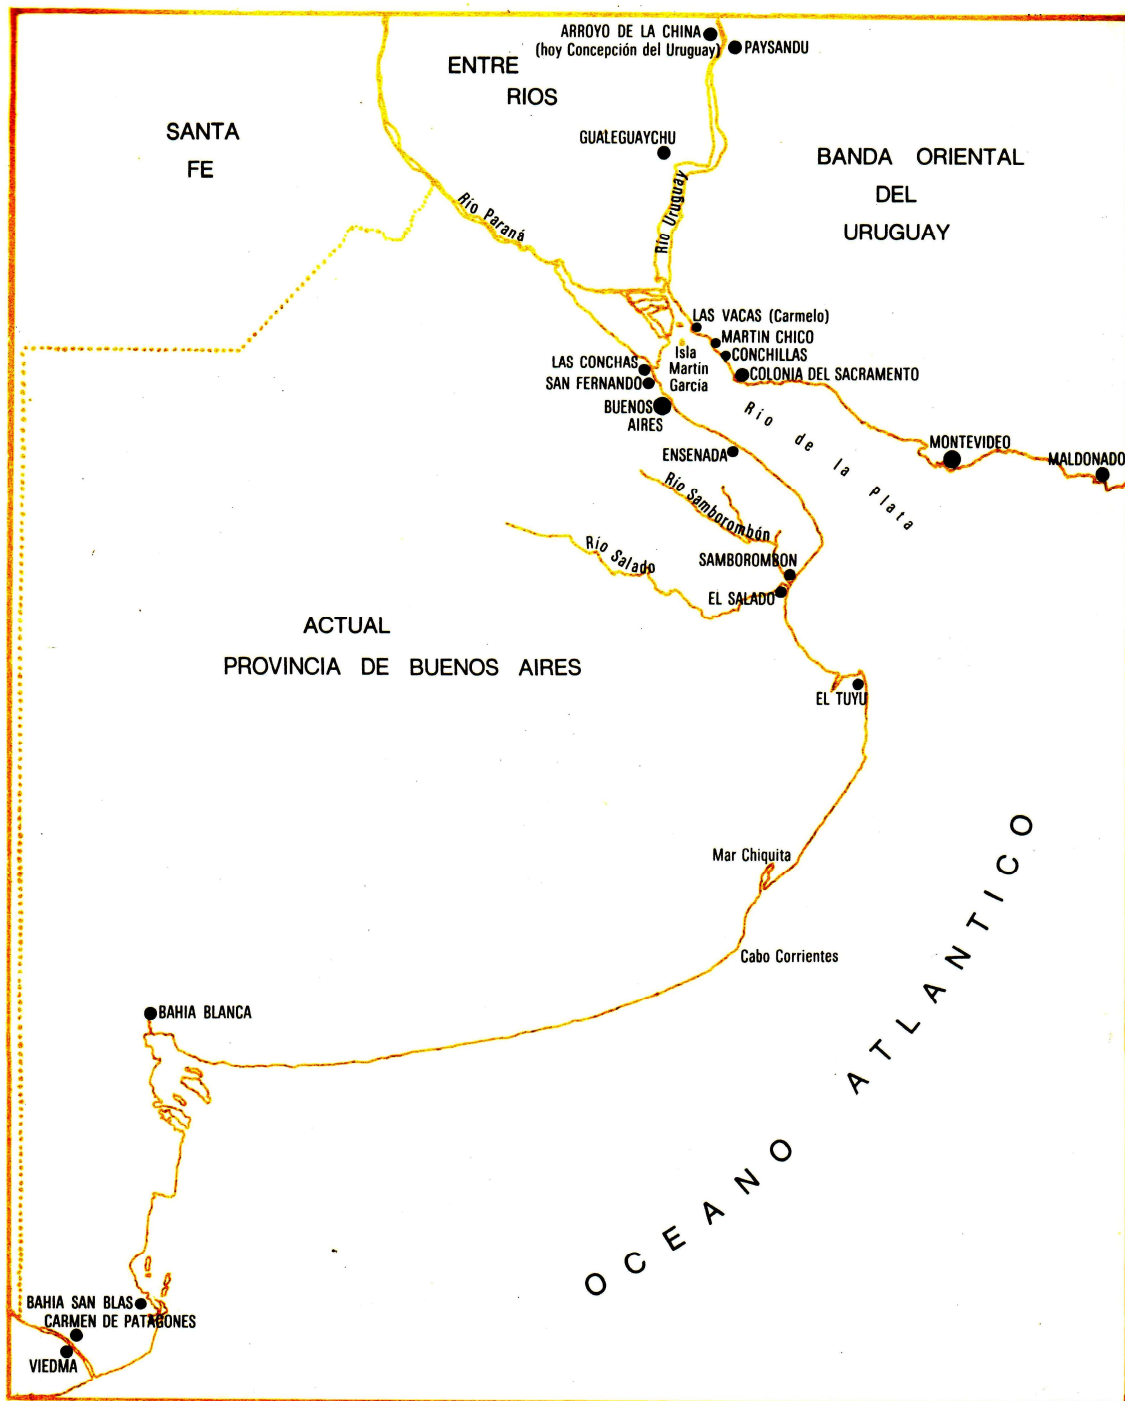 ARROYO DE LA CHINA
(hoy Concepción del Uruguay)
PAYSANDU
ENTRE
RIOS
SANTA
FE
GUALEGUAYCHU
BANDA ORIENTAL
DEL
URUGUAY
Río Paraná
Río Uruguay
LAS VACAS (Carmelo)
MARTIN CHICO
CONCHILLAS
COLONIA DEL SACRAMENTO
Isla
Martín
García
LAS CONCHAS
SAN FERNANDO
BUENOS
AIRES
Río de la Plata
MONTEVIDEO
MALDONADO
ENSENADA
Río Samborombón
Río Salado
SAMBOROMBON
EL SALADO
ACTUAL
PROVINCIA DE BUENOS AIRES
EL TUYU
Mar Chiquita
Cabo Corrientes
OCEANO ATLANTICO
BAHIA BLANCA
BAHIA SAN BLAS
CARMEN DE PATAGONES
VIEDMA